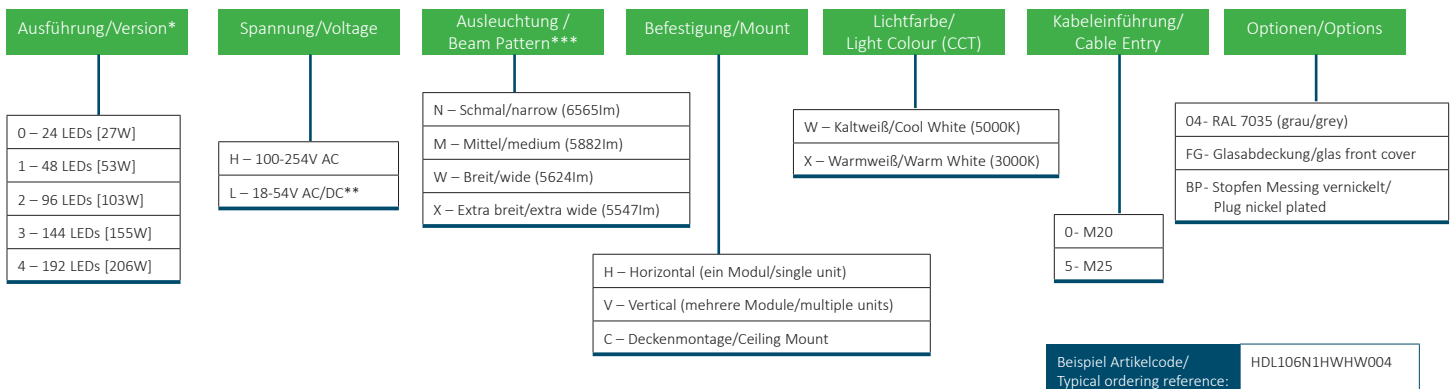 Ausführung/Version*
Spannung/Voltage
Ausleuchtung /
Beam Pattern***
Befestigung/Mount
Lichtfarbe/
Light Colour (CCT)
Kabeleinführung/
Cable Entry
Optionen/Options
0 – 24 LEDs [27W]
1 – 48 LEDs [53W]
2 – 96 LEDs [103W]
3 – 144 LEDs [155W]
4 – 192 LEDs [206W]
H – 100-254V AC
L – 18-54V AC/DC**
N – Schmal/narrow (6565lm)
M – Mittel/medium (5882lm)
W – Breit/wide (5624lm)
X – Extra breit/extra wide (5547lm)
H – Horizontal (ein Modul/single unit)
V – Vertical (mehrere Module/multiple units)
C – Deckenmontage/Ceiling Mount
W – Kaltweiß/Cool White (5000K)
X – Warmweiß/Warm White (3000K)
0- M20
5- M25
04- RAL 7035 (grau/grey)
FG- Glasabdeckung/glas front cover
BP- Stopfen Messing vernickelt/
Plug nickel plated
Beispiel Artikelcode/
Typical ordering reference:
HDL106N1HWHW004